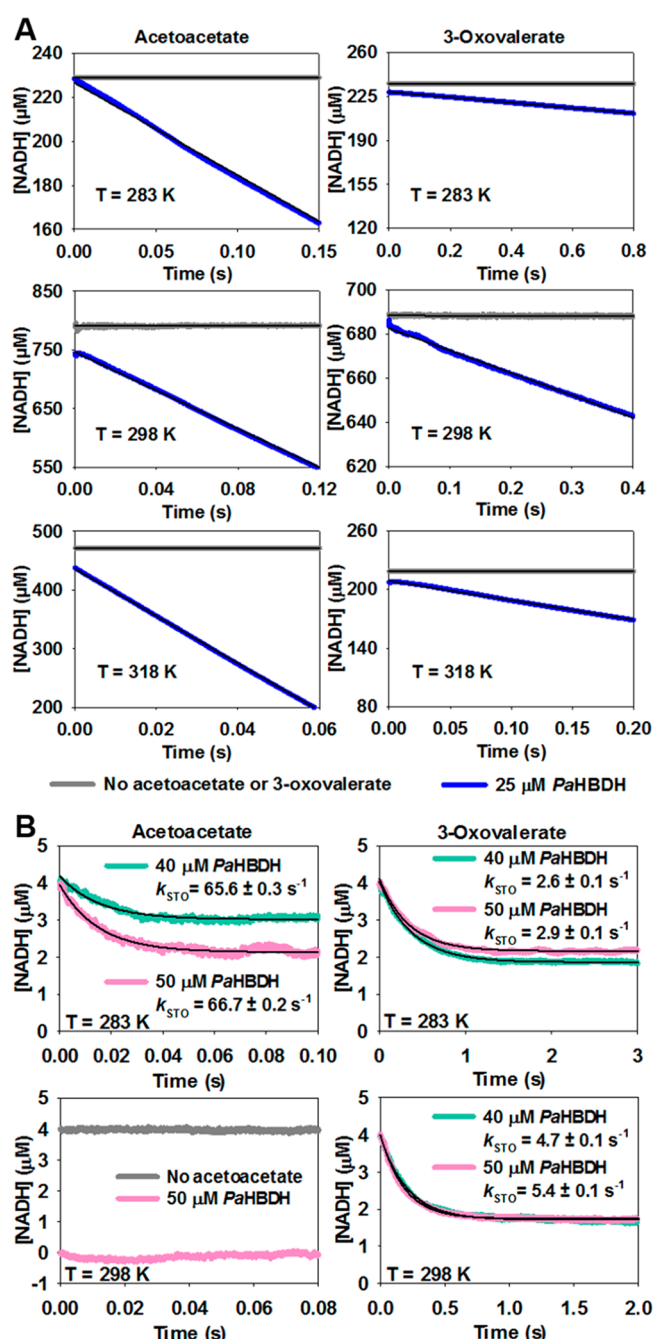 A
Acetoacetate
3-Oxovalerate
[NADH] (µM)
240
220
200
180
160
T = 283 K
0.00 0.05 0.10 0.15
Time (s)
[NADH] (µM)
260
225
190
155
120
T = 283 K
0.0 0.2 0.4 0.6 0.8
Time (s)
[NADH] (µM)
850
750
650
550
T = 298 K
0.00 0.04 0.08 0.12
Time (s)
[NADH] (µM)
700
680
660
640
620
T = 298 K
0.0 0.1 0.2 0.3 0.4
Time (s)
[NADH] (µM)
500
400
300
200
T = 318 K
0.00 0.02 0.04 0.06
Time (s)
[NADH] (µM)
260
200
140
80
T = 318 K
0.00 0.05 0.10 0.15 0.20
Time (s)
No acetoacetate or 3-oxovalerate
25 µM PaHBDH
B
Acetoacetate
3-Oxovalerate
[NADH] (µM)
5
4
3
2
1
0
40 µM PaHBDH
kSTO = 65.6 ± 0.3 s-1
50 µM PaHBDH
kSTO = 66.7 ± 0.2 s-1
T = 283 K
0.00 0.02 0.04 0.06 0.08 0.10
Time (s)
[NADH] (µM)
5
4
3
2
1
0
40 µM PaHBDH
kSTO = 2.6 ± 0.1 s-1
50 µM PaHBDH
kSTO = 2.9 ± 0.1 s-1
T = 283 K
0 1 2 3
Time (s)
[NADH] (µM)
5
4
3
2
1
0
-1
No acetoacetate
50 µM PaHBDH
T = 298 K
0.00 0.02 0.04 0.06 0.08
Time (s)
[NADH] (µM)
5
4
3
2
1
0
40 µM PaHBDH
kSTO = 4.7 ± 0.1 s-1
50 µM PaHBDH
kSTO = 5.4 ± 0.1 s-1
T = 298 K
0.0 0.5 1.0 1.5 2.0
Time (s)